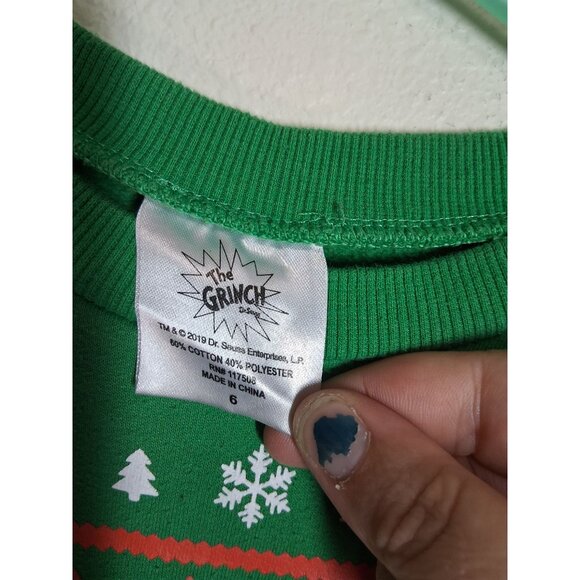 The
GRINCH
Dr. Seuss
TM & © 2019 Dr. Seuss Enterprises, L.P.
60% COTTON 40% POLYESTER
RN# 117508
MADE IN CHINA
6